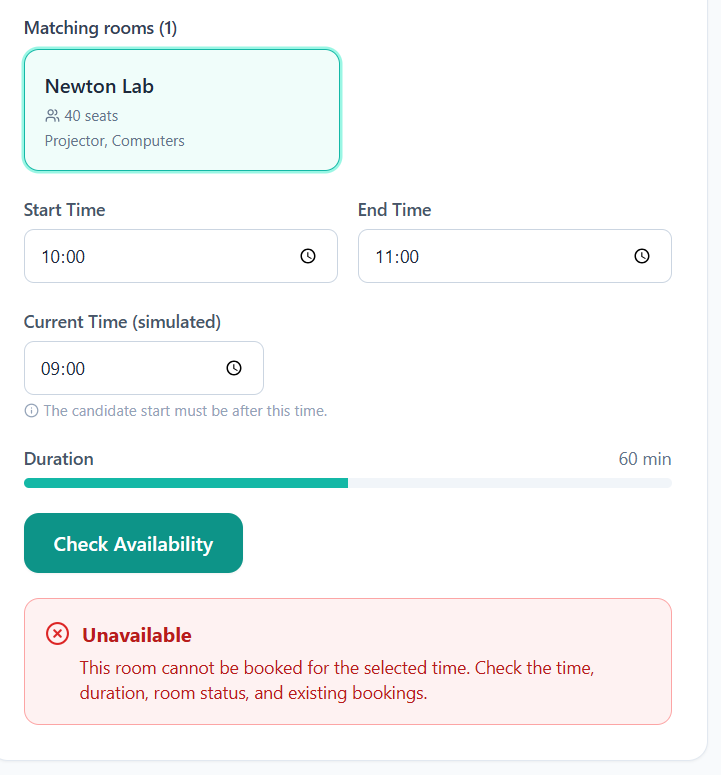 Matching rooms (1)
Newton Lab
40 seats
Projector, Computers
Start Time
End Time
10:00
11:00
Current Time (simulated)
09:00
The candidate start must be after this time.
Duration
60 min
Check Availability
Unavailable
This room cannot be booked for the selected time. Check the time,
duration, room status, and existing bookings.